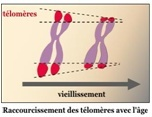 télomères
vieillissement
Raccourcissement des télomères avec l'âge